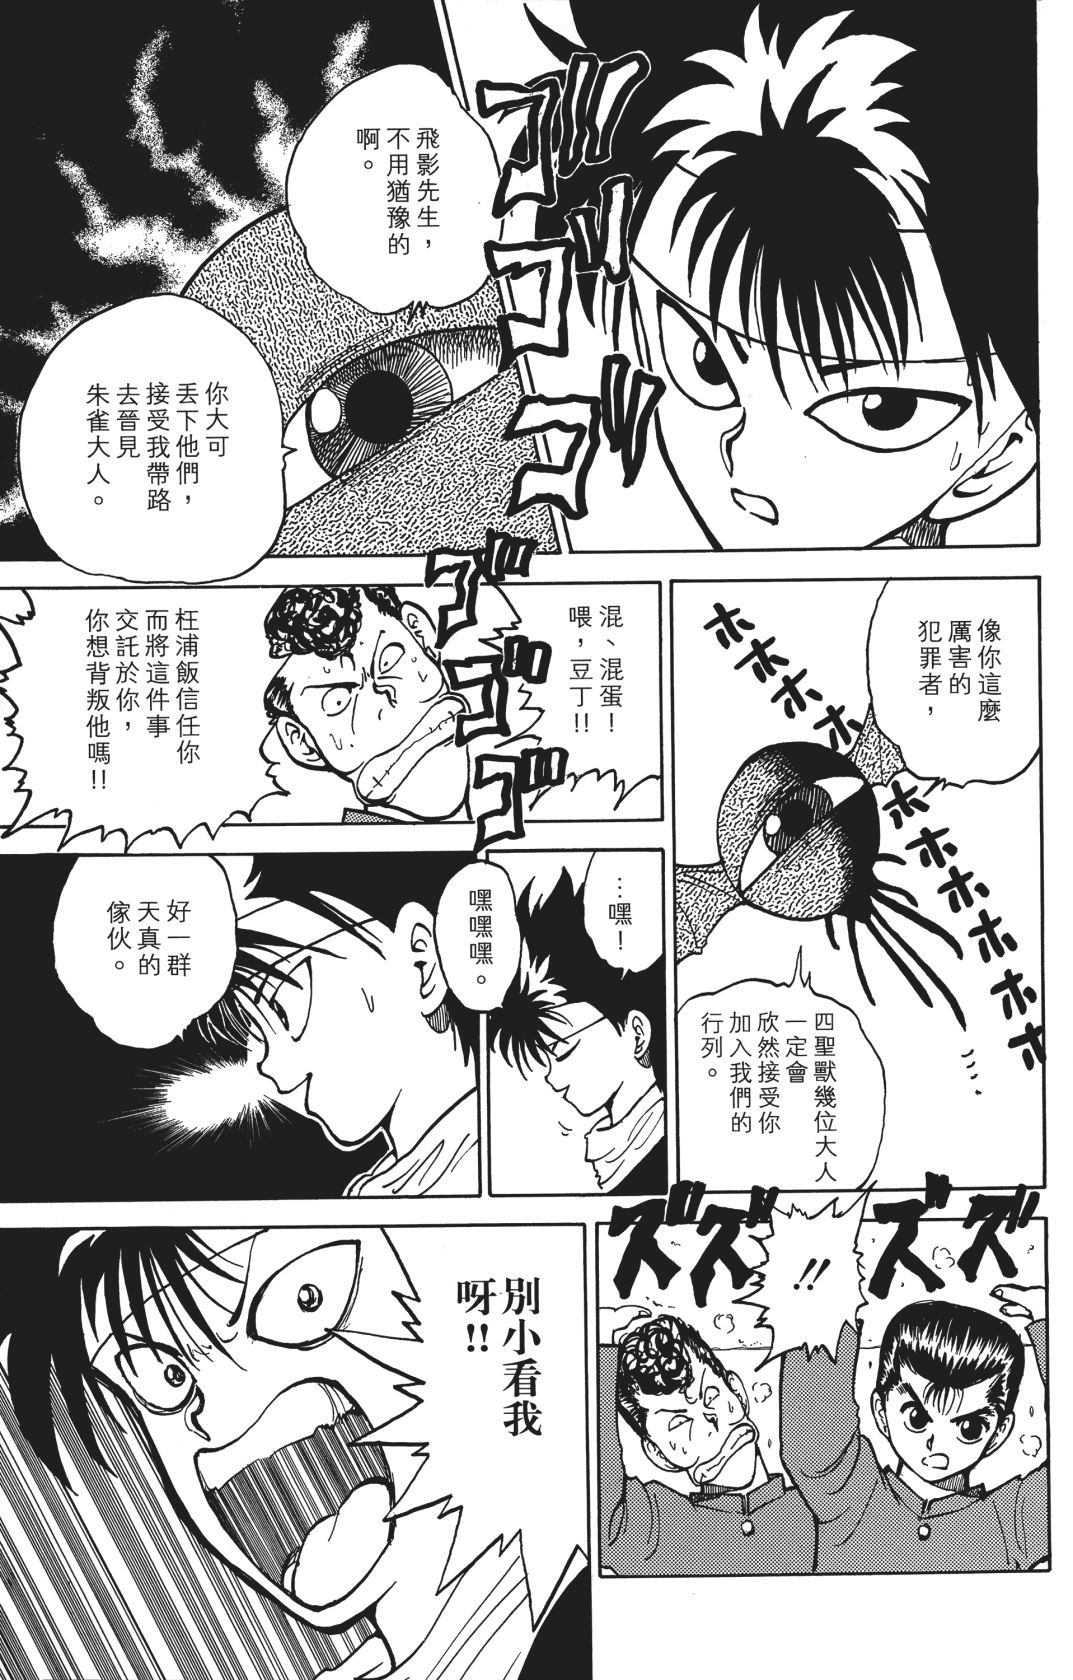 飛影先生，
不用猶豫的
啊。
你大可
丟下他們，
接受我帶路
去晉見
朱雀大人。
ゴゴゴ
ゴゴゴ
像你這麼
厲害的
犯罪者，
ホホホホ
ホホホホホホ
四聖獸幾位大人
一定會
欣然接受你
加入我們的
行列。
混、混蛋！
喂，豆丁!!
枉浦飯信任你
而將這件事
交託於你，
你想背叛他嗎!!
…嘿！
嘿嘿嘿。
好一群
天真的
傢伙。
ズズ
!!
ズズ
別小看我
呀!!